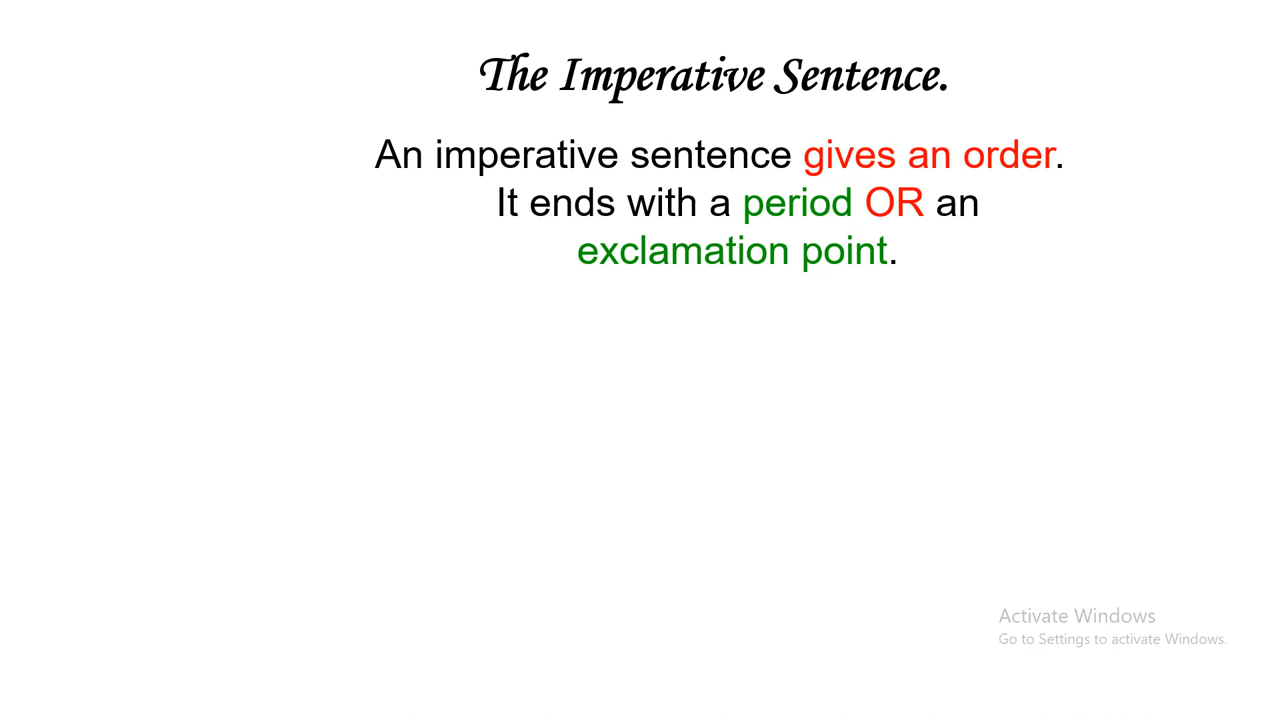 The Imperative Sentence.
An imperative sentence gives an order.
It ends with a period OR an
exclamation point.
Activate Windows
Go to Settings to activate Windows.